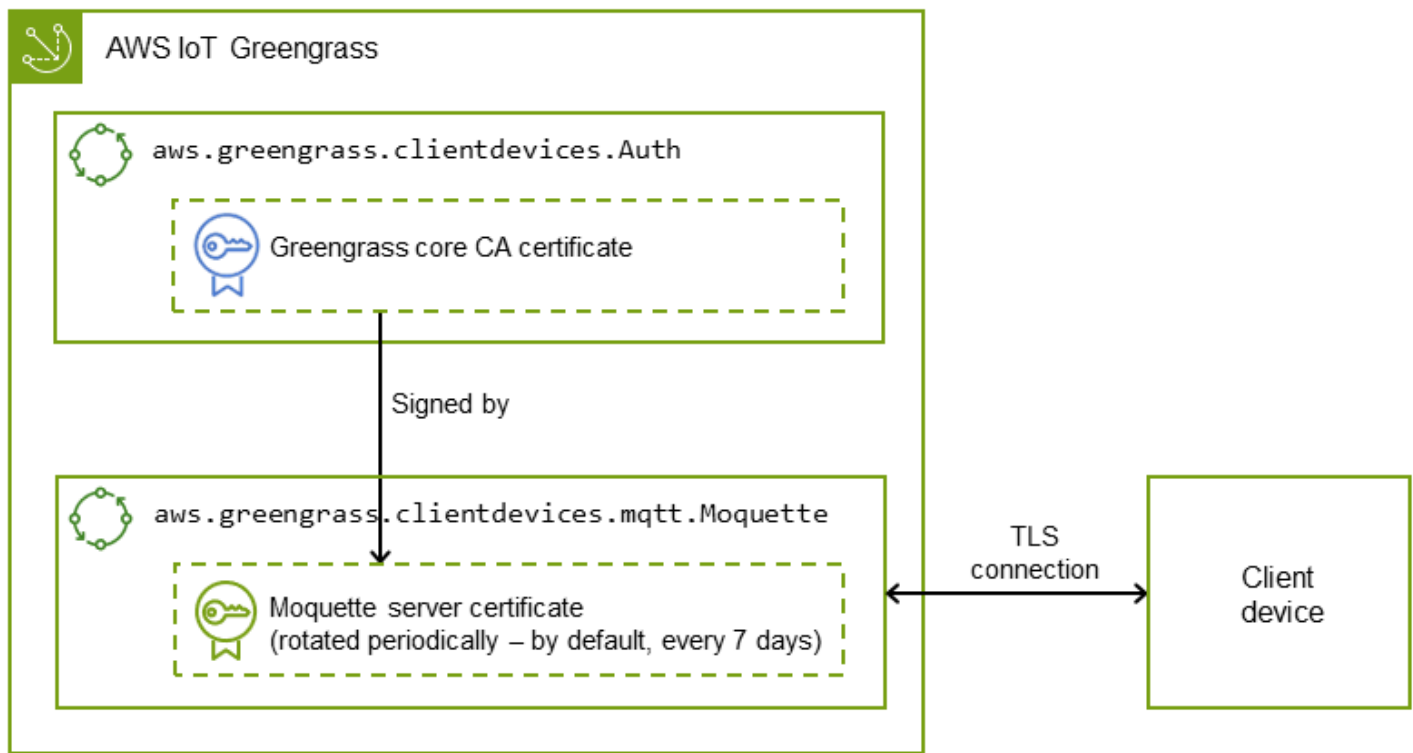 AWS IoT Greengrass
aws.greengrass.clientdevices.Auth
Greengrass core CA certificate
Signed by
aws.greengrass.clientdevices.mqtt.Moquette
Moquette server certificate
(rotated periodically – by default, every 7 days)
TLS
connection
Client
device